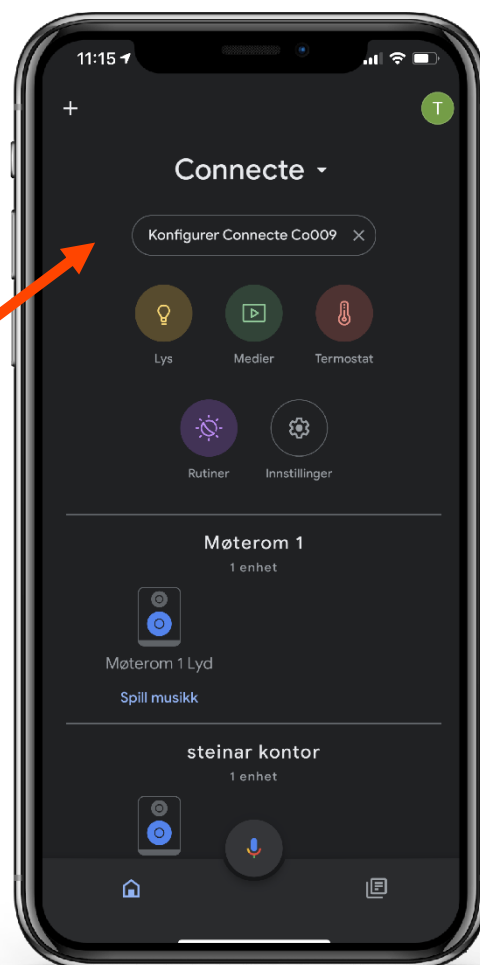 11:15
T
Connecte
Konfigurer Connecte Co009
Lys
Medier
Termostat
Rutiner
Innstillinger
Møterom 1
1 enhet
Møterom 1 Lyd
Spill musikk
steinar kontor
1 enhet